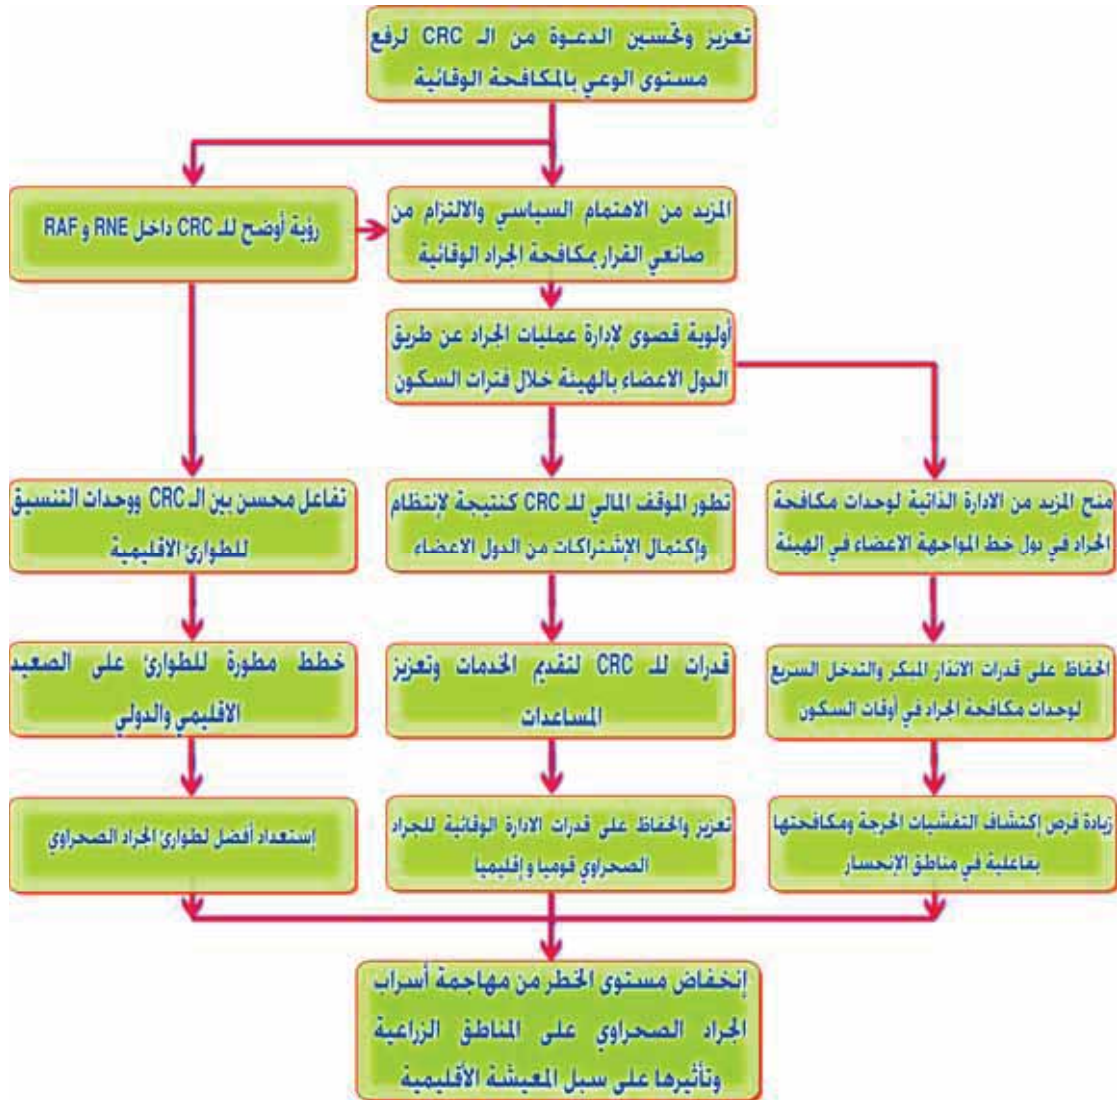 تعزيز وتحسين الدعوة من الـ CRC لرفع
مستوى الوعي بالمكافحة الوقائية
المزيد من الاهتمام السياسي والالتزام من
صانعي القرار بمكافحة الجراد الوقائية
رؤية أوضح للـ CRC داخل RNE و RAF
أولوية قصوى لإدارة عمليات الجراد عن طريق
الدول الاعضاء بالهيئة خلال فترات السكون
منح المزيد من الادارة الذاتية لوحدات مكافحة
الجراد في دول خط المواجهة الاعضاء في الهيئة
تطور الموقف المالي للـ CRC كنتيجة لإنتظام
وإكتمال الإشتراكات من الدول الاعضاء
تفاعل محسن بين الـ CRC ووحدات التنسيق
للطوارئ الاقليمية
الحفاظ على قدرات الانذار المبكر والتدخل السريع
لوحدات مكافحة الجراد في أوقات السكون
قدرات للـ CRC لتقديم الخدمات وتعزيز
المساعدات
خطط مطورة للطوارئ على الصعيد
الاقليمي والدولي
زيادة فرص إكتشاف التفشيات الحرجة ومكافحتها
بفاعلية في مناطق الإنحسار
تعزيز والحفاظ على قدرات الادارة الوقائية للجراد
الصحراوي قوميا وإقليميا
إستعداد أفضل لطوارئ الجراد الصحراوي
إنخفاض مستوى الخطر من مهاجمة أسراب
الجراد الصحراوي على المناطق الزراعية
وتأثيرها على سبل المعيشة الأقليمية